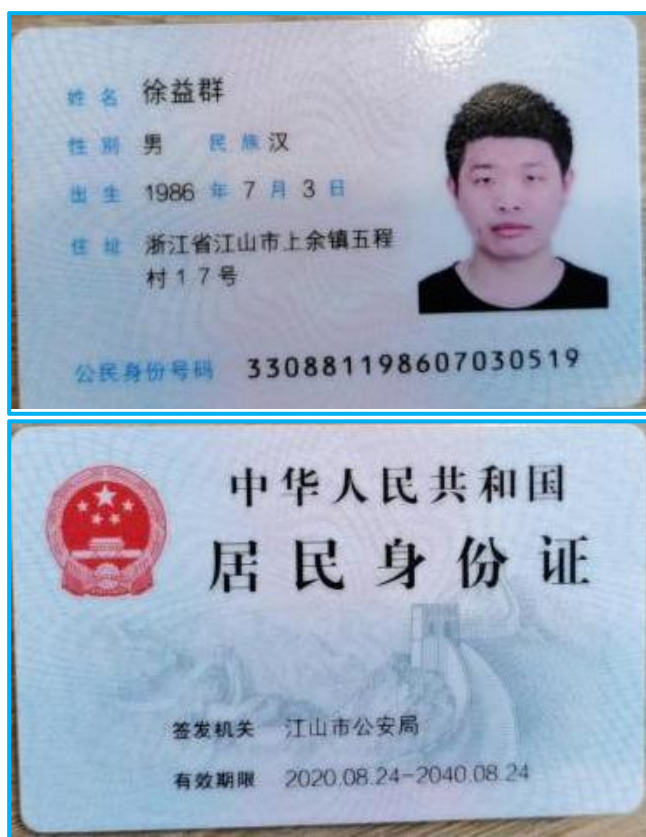 姓名 徐益群
性别 男 民族 汉
出生 1986 年 7 月 3 日
住址 浙江省江山市上余镇五程
村17号
公民身份号码 330881198607030519
中华人民共和国
居民身份证
签发机关 江山市公安局
有效期限 2020.08.24-2040.08.24